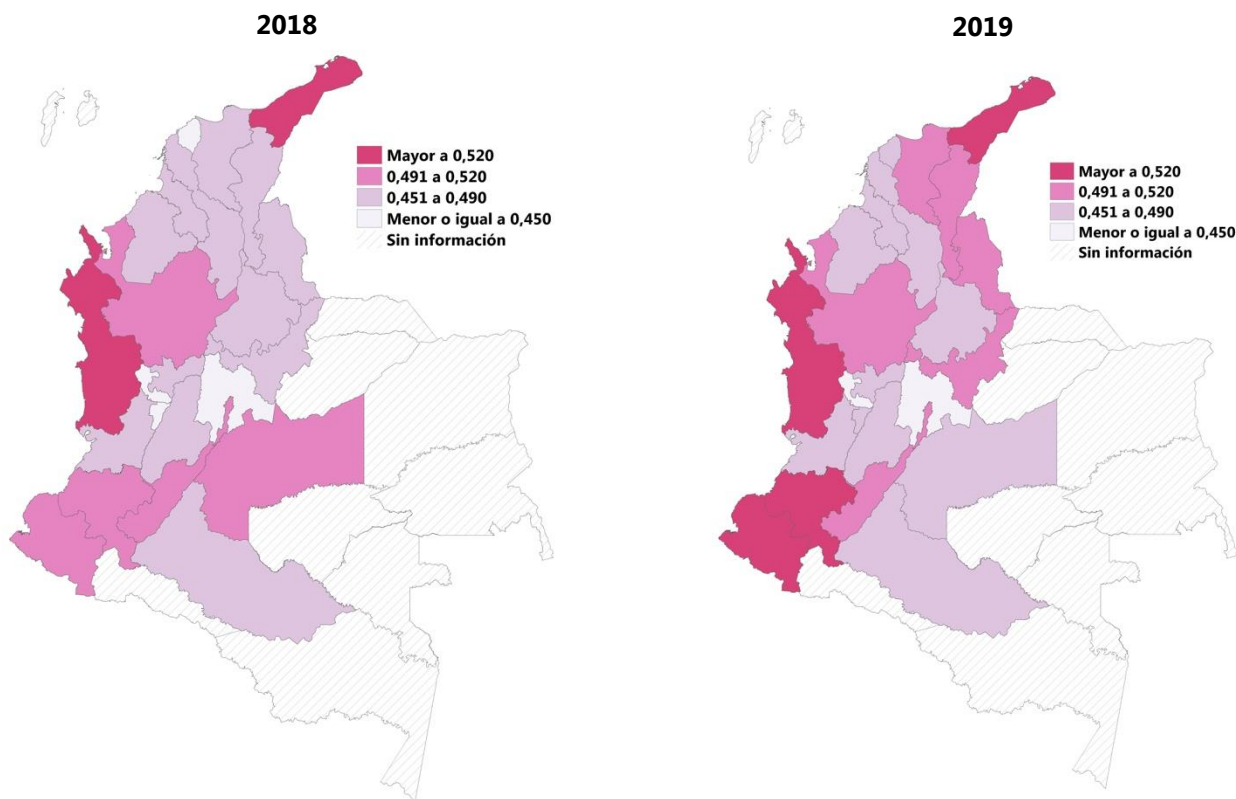 2018
Mayor a 0,520
0,491 a 0,520
0,451 a 0,490
Menor o igual a 0,450
Sin información
2019
Mayor a 0,520
0,491 a 0,520
0,451 a 0,490
Menor o igual a 0,450
Sin información